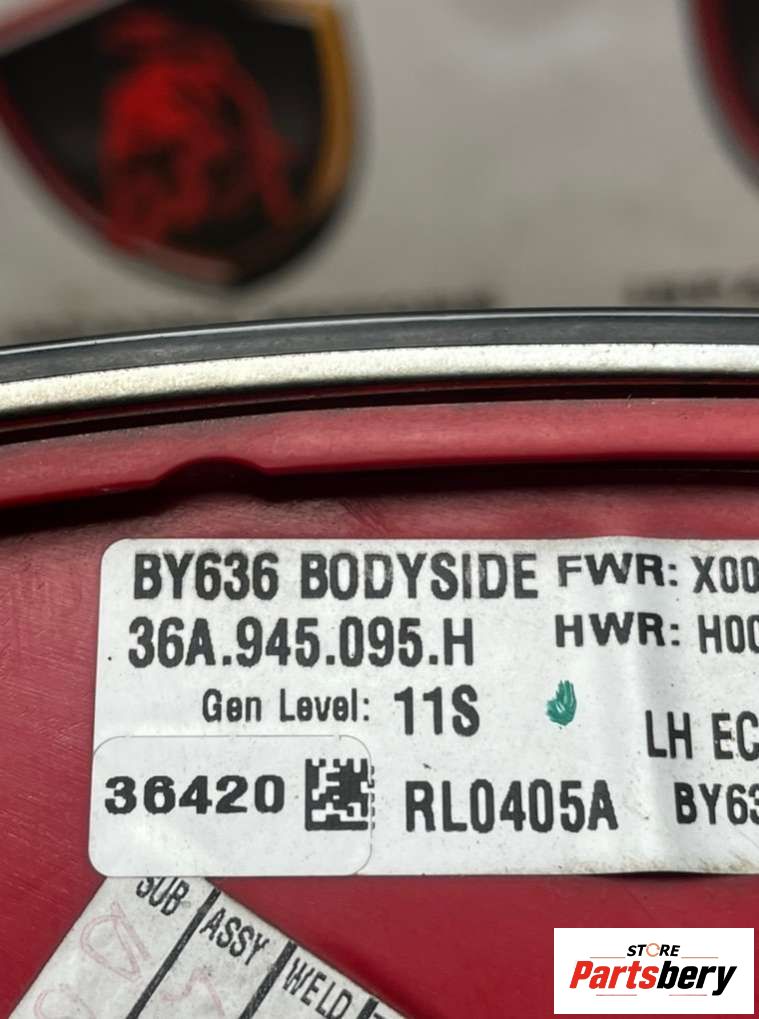 BY636 BODYSIDE FWR: X00
36A.945.095.H HWR: H00
Gen Level: 11S
LH EC
36420 RL0405A BY63
SUB
ASSY
WELD
STORE
Partsbery